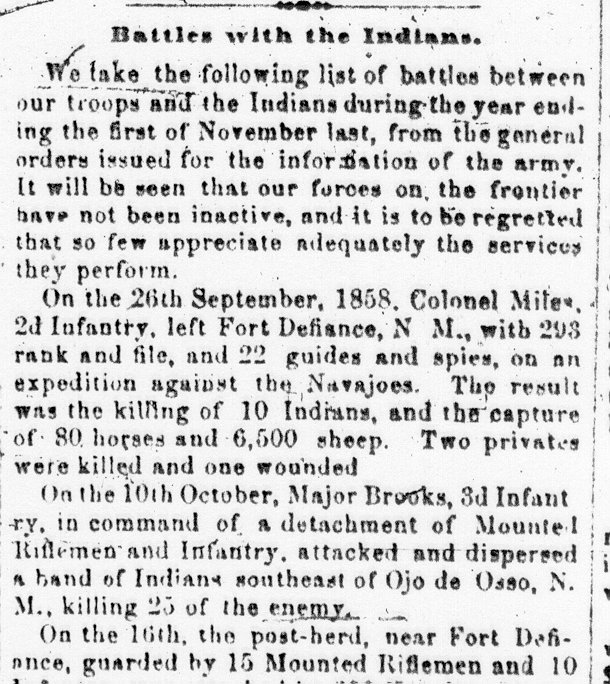 Battles with the Indians.
We take the following list of battles between
our troops and the Indians during the year end-
ing the first of November last, from the general
orders issued for the information of the army.
It will be seen that our forces on the frontier
have not been inactive, and it is to be regretted
that so few appreciate adequately the services
they perform.
On the 26th September, 1858, Colonel Miles,
2d Infantry, left Fort Defiance, N M., with 293
rank and file, and 22 guides and spies, on an
expedition against the Navajoes. The result
was the killing of 10 Indians, and the capture
of 80 horses and 6,500 sheep. Two privates
were killed and one wounded
On the 10th October, Major Brooks, 3d Infant
ry, in command of a detachment of Mounted
Riflemen and Infantry, attacked and dispersed
a band of Indians southeast of Ojo de Osso, N.
M., killing 25 of the enemy.
On the 16th, the post-herd, near Fort Defi-
ance, guarded by 15 Mounted Riflemen and 10